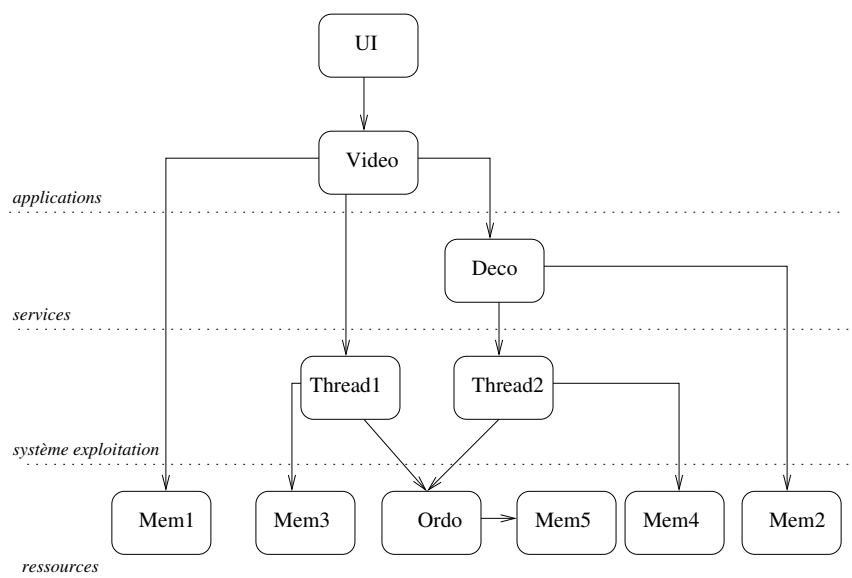 UI
Video
applications
Deco
services
Thread1 Thread2
système exploitation
Mem1 Mem3 Ordo Mem5 Mem4 Mem2
ressources